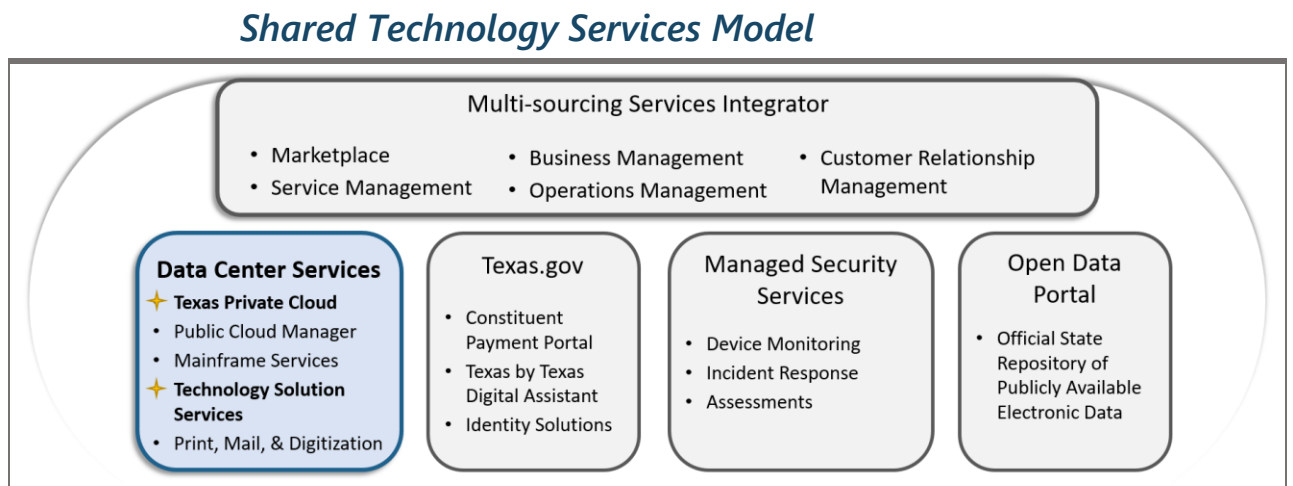 Shared Technology Services Model
Multi-sourcing Services Integrator
• Marketplace
• Service Management
• Business Management
• Operations Management
• Customer Relationship
Management
Data Center Services
Texas Private Cloud
• Public Cloud Manager
• Mainframe Services
Technology Solution
Services
• Print, Mail, & Digitization
Texas.gov
• Constituent
Payment Portal
• Texas by Texas
Digital Assistant
• Identity Solutions
Managed Security
Services
• Device Monitoring
• Incident Response
• Assessments
Open Data
Portal
• Official State
Repository of
Publicly Available
Electronic Data